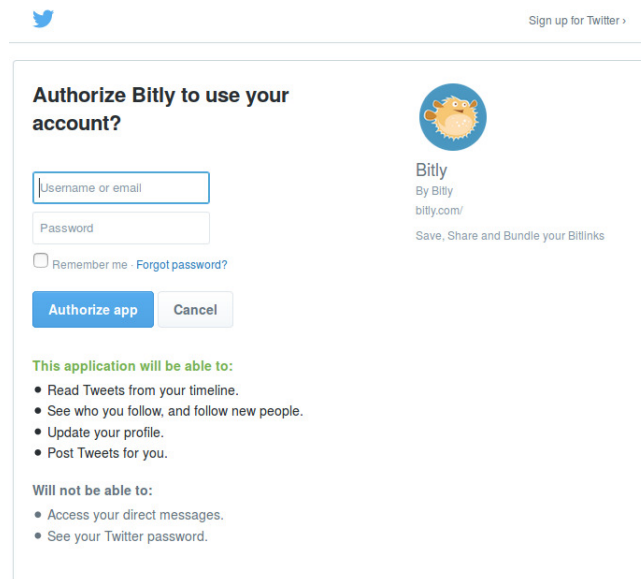 Sign up for Twitter ›
Authorize Bitly to use your
account?
Username or email
Password
Remember me · Forgot password?
Authorize app
Cancel
Bitly
By Bitly
bitly.com/
Save, Share and Bundle your Bitlinks
This application will be able to:
• Read Tweets from your timeline.
• See who you follow, and follow new people.
• Update your profile.
• Post Tweets for you.
Will not be able to:
• Access your direct messages.
• See your Twitter password.